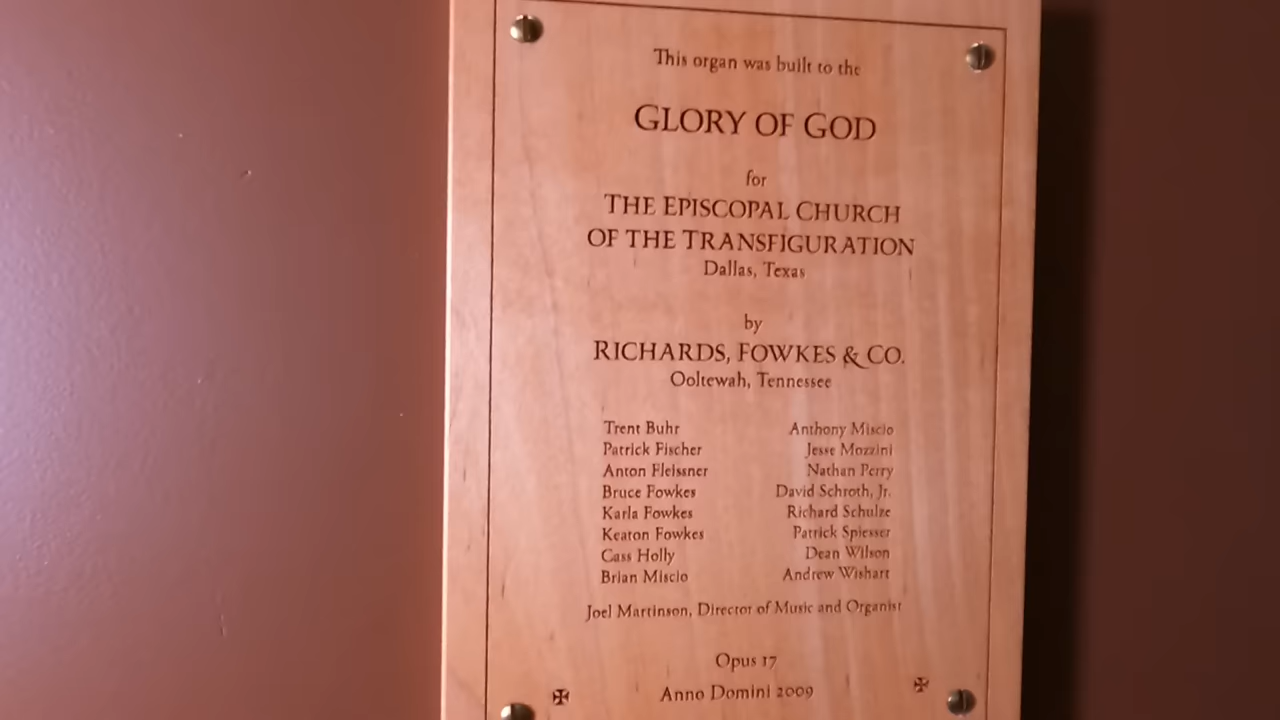 This organ was built to the
GLORY OF GOD
for
THE EPISCOPAL CHURCH
OF THE TRANSFIGURATION
Dallas, Texas
by
RICHARDS, FOWKES & CO.
Ooltewah, Tennessee
Trent Buhr Anthony Miscio
Patrick Fischer Jesse Mozzini
Anton Fleissner Nathan Perry
Bruce Fowkes David Schroth, Jr.
Karla Fowkes Richard Schulze
Keaton Fowkes Patrick Spiesser
Cass Holly Dean Wilson
Brian Miscio Andrew Wishart
Joel Martinson, Director of Music and Organist
Opus 17
Anno Domini 2009